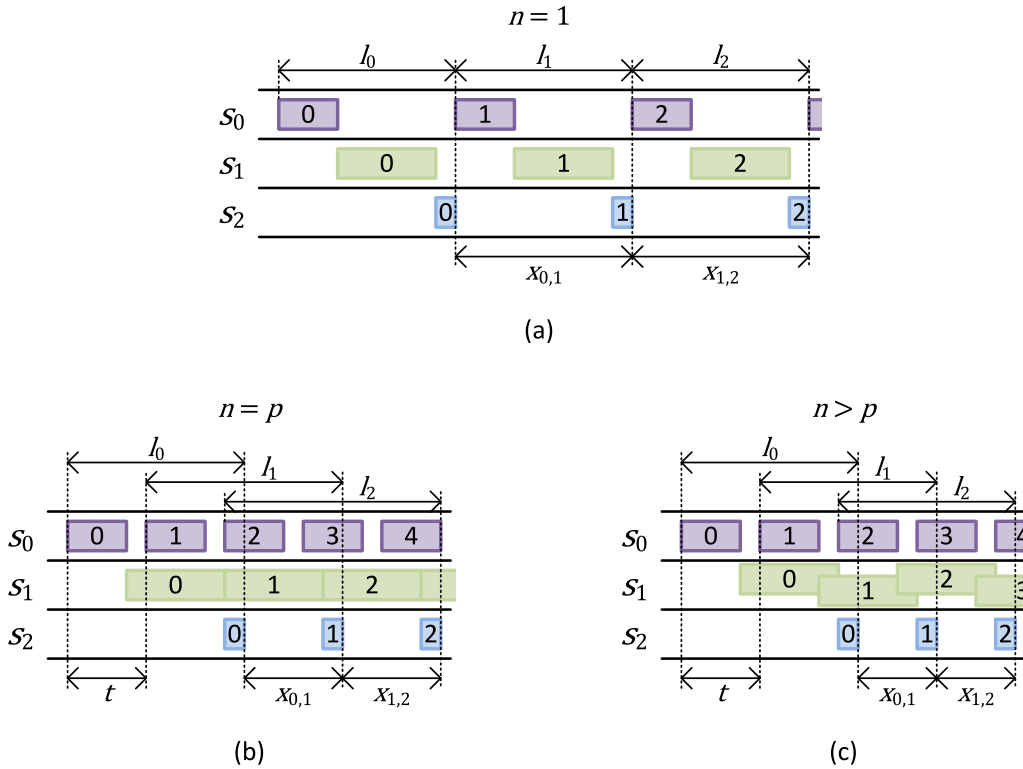 n = 1
l₀ l₁ l₂
s₀ 0 1 2
s₁ 0 1 2
s₂ 0 1 2
x₀,₁ x₁,₂
(a)
n = p
l₀
l₁
l₂
s₀ 0 1 2 3 4
s₁ 0 1 2
s₂ 0 1 2
t x₀,₁ x₁,₂
(b)
n > p
l₀
l₁
l₂
s₀ 0 1 2 3 4
s₁ 0 1 2 3
s₂ 0 1 2
t x₀,₁ x₁,₂
(c)